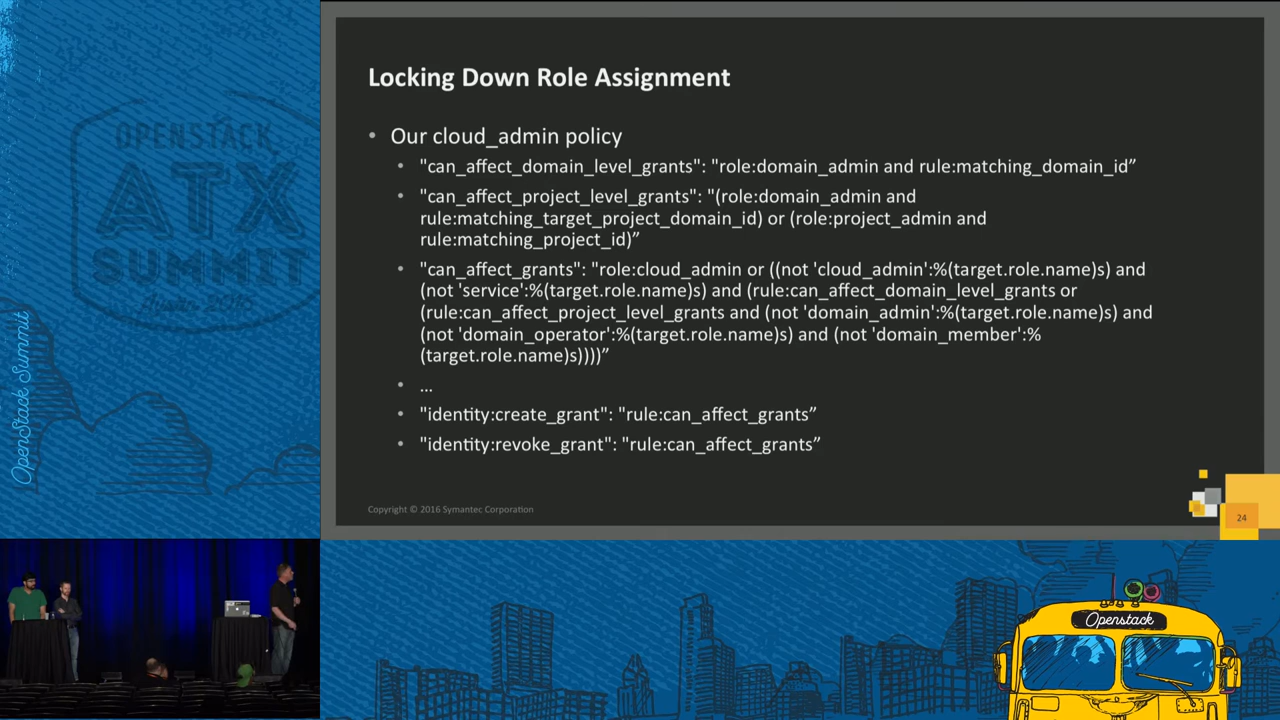 OPENSTACK
ATX
SUMMIT
Austin 2016
OpenStack Summit
Locking Down Role Assignment
• Our cloud_admin policy
• "can_affect_domain_level_grants": "role:domain_admin and rule:matching_domain_id”
• "can_affect_project_level_grants": "(role:domain_admin and
rule:matching_target_project_domain_id) or (role:project_admin and
rule:matching_project_id)”
• "can_affect_grants": "role:cloud_admin or ((not 'cloud_admin':%(target.role.name)s) and
(not 'service':%(target.role.name)s) and (rule:can_affect_domain_level_grants or
(rule:can_affect_project_level_grants and (not 'domain_admin':%(target.role.name)s) and
(not 'domain_operator':%(target.role.name)s) and (not 'domain_member':%
(target.role.name)s))))”
• ...
• "identity:create_grant": "rule:can_affect_grants”
• "identity:revoke_grant": "rule:can_affect_grants”
Copyright © 2016 Symantec Corporation
24
Openstack